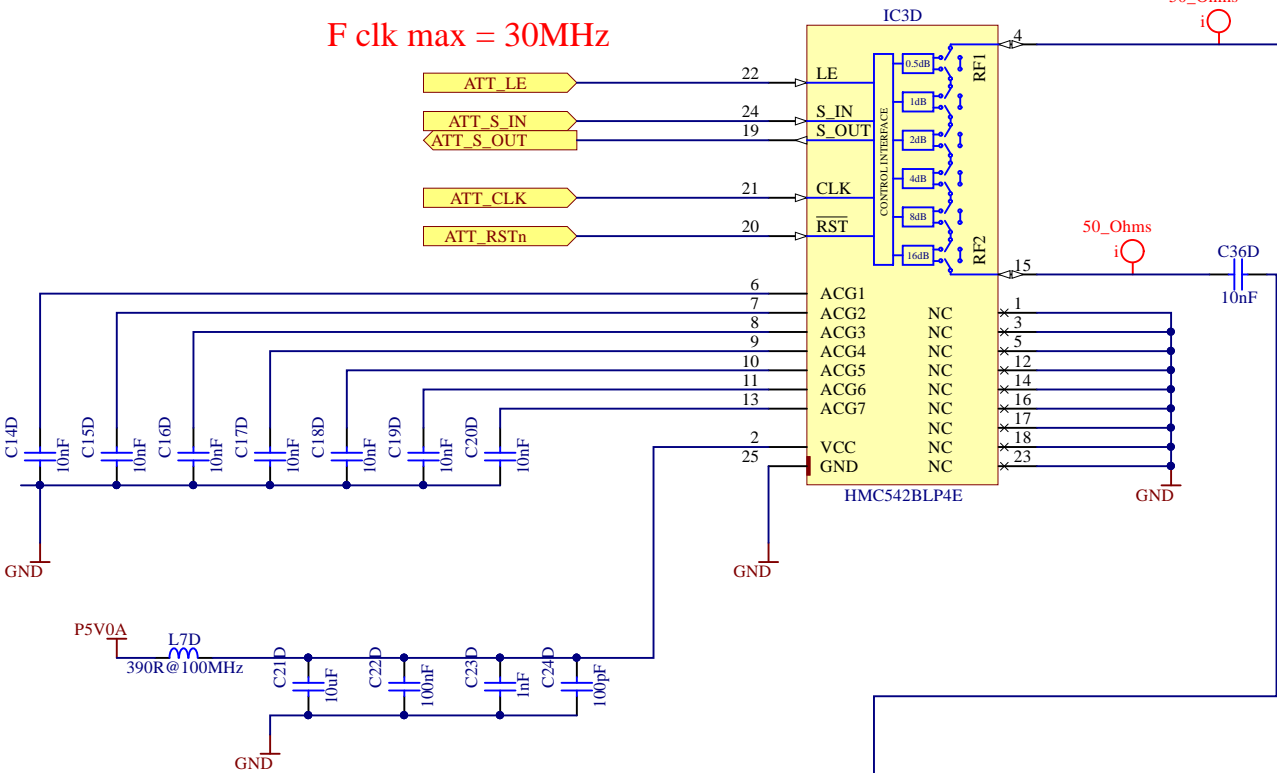 50_Ohms
i
IC3D
F clk max = 30MHz
4
RF1
0.5dB
ATT_LE
22
LE
1dB
ATT_S_IN
24
S_IN
ATT_S_OUT
19
S_OUT
2dB
CONTROL INTERFACE
4dB
ATT_CLK
21
CLK
8dB
ATT_RSTn
20
RST
16dB
RF2
15
50_Ohms
i
C36D
10nF
6
ACG1
7
ACG2
NC
1
8
ACG3
NC
3
9
ACG4
NC
5
10
ACG5
NC
12
11
ACG6
NC
14
13
ACG7
NC
16
NC
17
2
VCC
NC
18
25
GND
NC
23
HMC542BLP4E
GND
C14D
10nF
C15D
10nF
C16D
10nF
C17D
10nF
C18D
10nF
C19D
10nF
C20D
10nF
GND
GND
P5V0A
L7D
390R@100MHz
C21D
10uF
C22D
100nF
C23D
1nF
C24D
100pF
GND